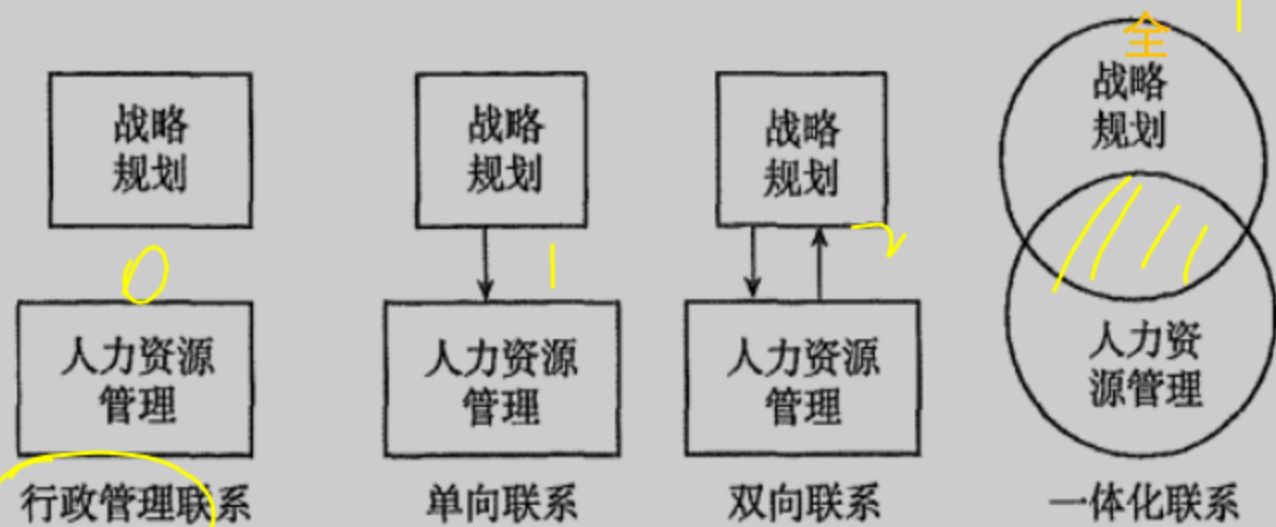 战略
规划
0
人力资源
管理
行政管理联系
战略
规划
1
人力资源
管理
单向联系
战略
规划
2
人力资源
管理
双向联系
全
战略
规划
人力资
源管理
一体化联系